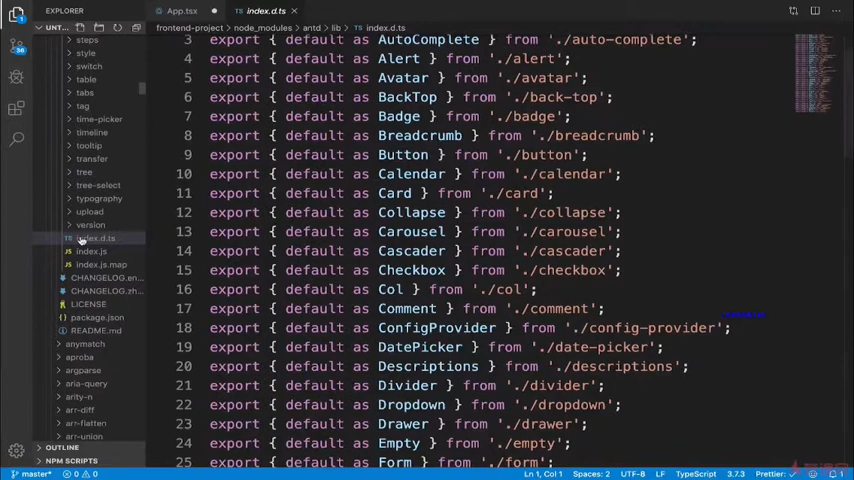 EXPLORER
App.tsx
index.d.ts
UNT...
frontend-project > node_modules > antd > lib > index.d.ts
steps
style
switch
table
tabs
tag
time-picker
timeline
tooltip
transfer
tree
tree-select
typography
upload
version
TS index.d.ts
JS index.js
JS index.js.map
CHANGELOG.en...
CHANGELOG.zh...
LICENSE
package.json
README.md
anymatch
aproba
argparse
aria-query
arity-n
arr-diff
arr-flatten
arr-union
OUTLINE
NPM SCRIPTS
3 export { default as AutoComplete } from './auto-complete';
4 export { default as Alert } from './alert';
5 export { default as Avatar } from './avatar';
6 export { default as BackTop } from './back-top';
7 export { default as Badge } from './badge';
8 export { default as Breadcrumb } from './breadcrumb';
9 export { default as Button } from './button';
10 export { default as Calendar } from './calendar';
11 export { default as Card } from './card';
12 export { default as Collapse } from './collapse';
13 export { default as Carousel } from './carousel';
14 export { default as Cascader } from './cascader';
15 export { default as Checkbox } from './checkbox';
16 export { default as Col } from './col';
17 export { default as Comment } from './comment';
18 export { default as ConfigProvider } from './config-provider';
19 export { default as DatePicker } from './date-picker';
20 export { default as Descriptions } from './descriptions';
21 export { default as Divider } from './divider';
22 export { default as Dropdown } from './dropdown';
23 export { default as Drawer } from './drawer';
24 export { default as Empty } from './empty';
25 export { default as Form } from './form';
master* 0 0 Ln 1, Col 1 Spaces: 2 UTF-8 LF TypeScript 3.7.3 Prettier: ✓ 1